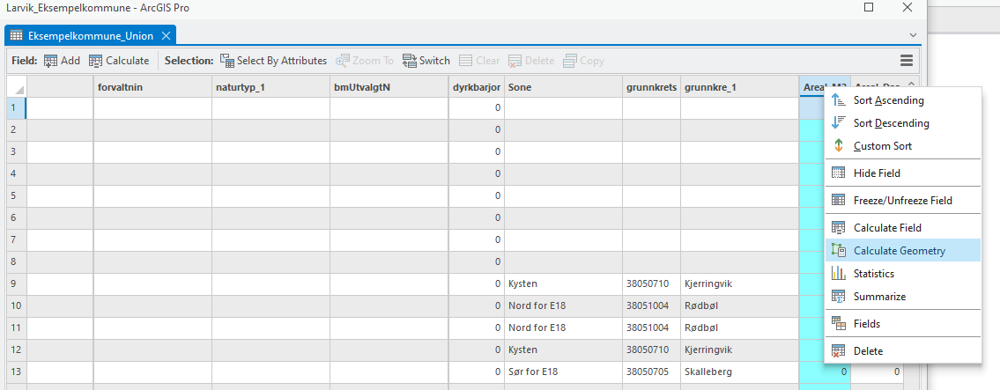 Larvik_Eksempelkommune - ArcGIS Pro
Eksempelkommune_Union
Field: Add Calculate Selection: Select By Attributes Zoom To Switch Clear Delete Copy
forvaltnin naturtyp_1 bmUtvalgtN dyrkbarjor Sone grunnkrets grunnkre_1 Areal_M2
1 0
2 0
3 0
4 0
5 0
6 0
7 0
8 0
9 0 Kysten 38050710 Kjerringvik
10 0 Nord for E18 38051004 Rødbøl
11 0 Nord for E18 38051004 Rødbøl
12 0 Kysten 38050710 Kjerringvik
13 0 Sør for E18 38050705 Skalleberg 0 0
Sort Ascending
Sort Descending
Custom Sort
Hide Field
Freeze/Unfreeze Field
Calculate Field
Calculate Geometry
Statistics
Summarize
Fields
Delete